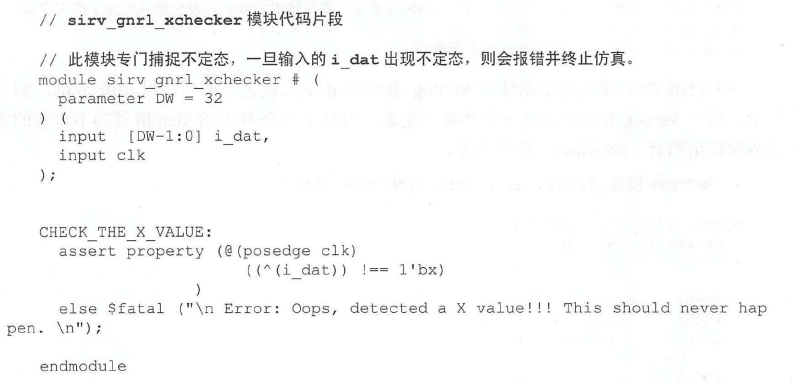 // sirv_gnrl_xchecker 模块代码片段
// 此模块专门捕捉不定态，一旦输入的 i_dat 出现不定态，则会报错并终止仿真。
module sirv_gnrl_xchecker # (
parameter DW = 32
) (
input [DW-1:0] i_dat,
input clk
);
CHECK_THE_X_VALUE:
assert property (@(posedge clk)
((^(i_dat)) !== 1'bx)
)
else $fatal ("\n Error: Oops, detected a X value!!! This should never hap
pen. \n");
endmodule